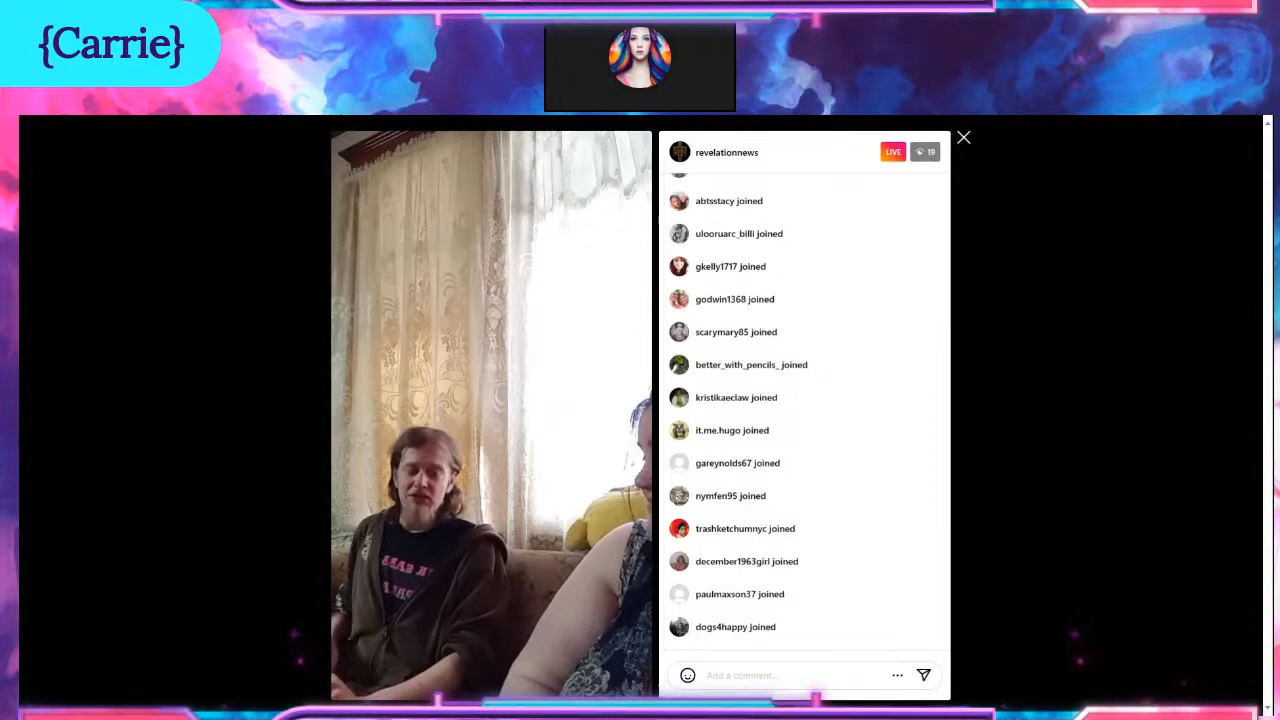 {Carrie}
revelationnews
LIVE
19
abtsstacy joined
ulooruarc_billi joined
gkelly1717 joined
godwin1368 joined
scarymary85 joined
better_with_pencils_ joined
kristikaeclaw joined
it.me.hugo joined
gareynolds67 joined
nymfen95 joined
trashketchumnyc joined
december1963girl joined
paulmaxson37 joined
dogs4happy joined
Add a comment...